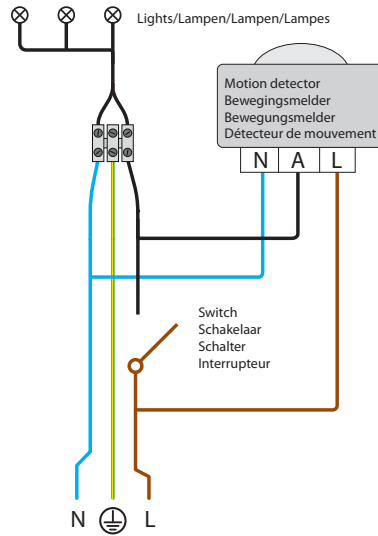 Lights/Lampen/Lampen/Lampes
Motion detector
Bewegingsmelder
Bewegungsmelder
Détecteur de mouvement
N A L
Switch
Schakelaar
Schalter
Interrupteur
N L